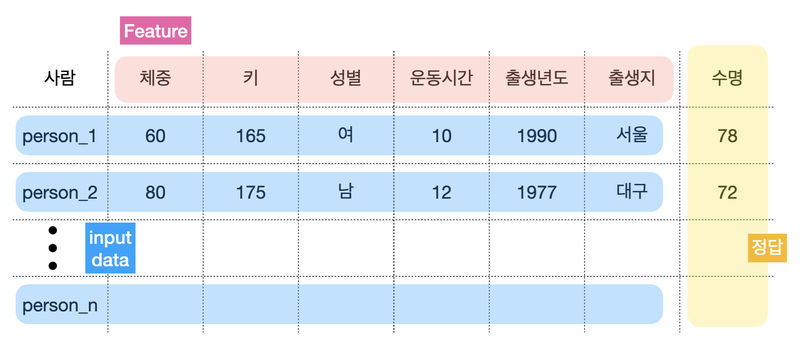 Feature
사람 체중 키 성별 운동시간 출생년도 출생지 수명
person_1 60 165 여 10 1990 서울 78
person_2 80 175 남 12 1977 대구 72
input
data
정답
person_n